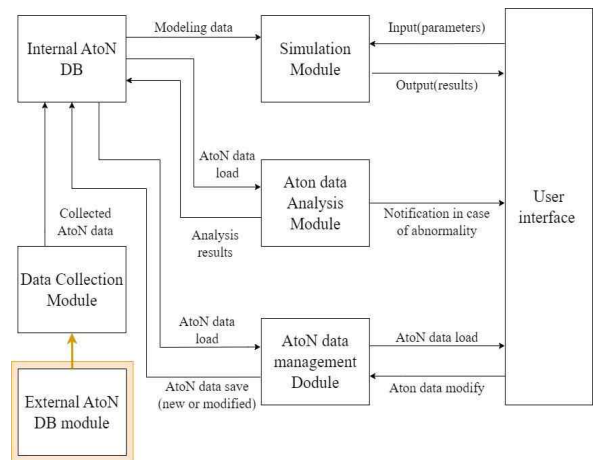 Internal AtoN
DB
Modeling data
Simulation
Module
Input(parameters)
Output(results)
AtoN data
load
Aton data
Analysis
Module
User
interface
Collected
AtoN data
Analysis
results
Notification in case
of abnormality
Data Collection
Module
AtoN data
load
AtoN data
management
Dodule
AtoN data load
AtoN data save
(new or modified)
Aton data modify
External AtoN
DB module